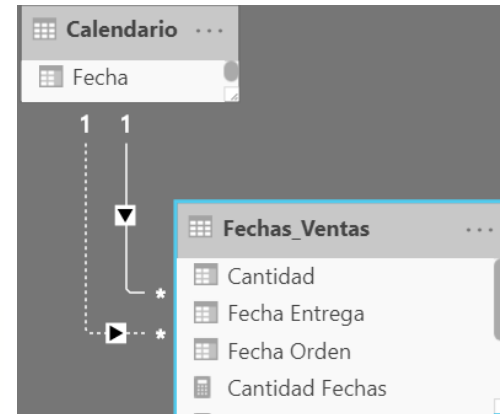 Calendario ...
Fecha
1 1
*
*
Fechas_Ventas ...
Cantidad
Fecha Entrega
Fecha Orden
Cantidad Fechas